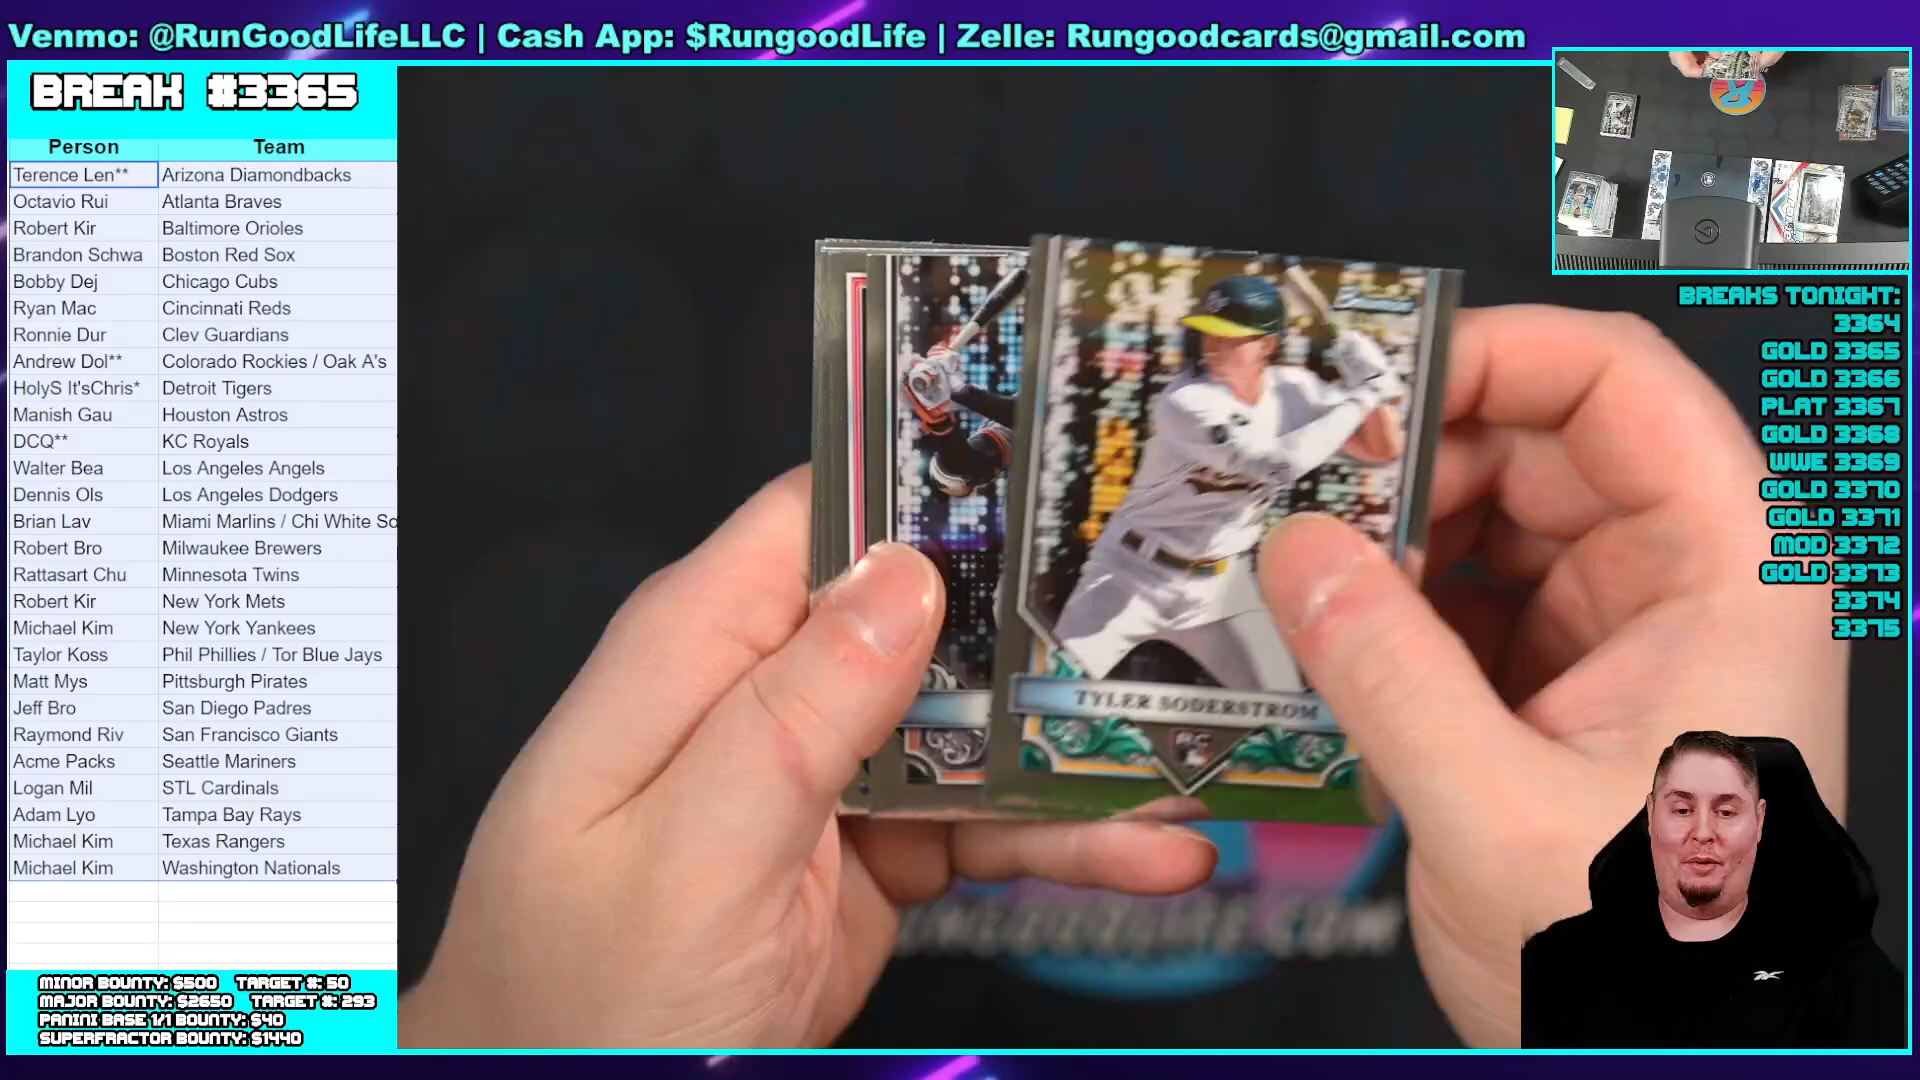 Venmo: @RunGoodLifeLLC | Cash App: $RungoodLife | Zelle: Rungoodcards@gmail.com
BREAK #3365
Person Team
Terence Len** Arizona Diamondbacks
Octavio Rui Atlanta Braves
Robert Kir Baltimore Orioles
Brandon Schwa Boston Red Sox
Bobby Dej Chicago Cubs
Ryan Mac Cincinnati Reds
Ronnie Dur Clev Guardians
Andrew Dol** Colorado Rockies / Oak A's
HolyS It'sChris* Detroit Tigers
Manish Gau Houston Astros
DCQ** KC Royals
Walter Bea Los Angeles Angels
Dennis Ols Los Angeles Dodgers
Brian Lav Miami Marlins / Chi White So
Robert Bro Milwaukee Brewers
Rattasart Chu Minnesota Twins
Robert Kir New York Mets
Michael Kim New York Yankees
Taylor Koss Phil Phillies / Tor Blue Jays
Matt Mys Pittsburgh Pirates
Jeff Bro San Diego Padres
Raymond Riv San Francisco Giants
Acme Packs Seattle Mariners
Logan Mil STL Cardinals
Adam Lyo Tampa Bay Rays
Michael Kim Texas Rangers
Michael Kim Washington Nationals
MINOR BOUNTY: $500 TARGET #: 50
MAJOR BOUNTY: $2650 TARGET #: 293
PANINI BASE 1/1 BOUNTY: $40
SUPERFRACTOR BOUNTY: $1440
Bowman
TYLER SODERSTROM
RC
BREAKS TONIGHT:
3364
GOLD 3365
GOLD 3366
PLAT 3367
GOLD 3368
WWE 3369
GOLD 3370
GOLD 3371
MOD 3372
GOLD 3373
3374
3375